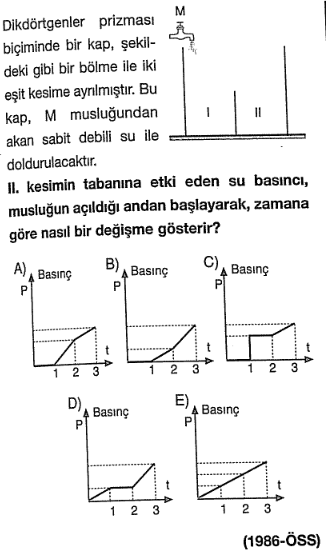 Dikdörtgenler prizması
biçiminde bir kap, şekil-
deki gibi bir bölme ile iki
eşit kesime ayrılmıştır. Bu
kap, M musluğundan
akan sabit debili su ile
doldurulacaktır.
M
I
II
II. kesimin tabanına etki eden su basıncı,
musluğun açıldığı andan başlayarak, zamana
göre nasıl bir değişme gösterir?
A) Basınç
P
t
1 2 3
B) Basınç
P
t
1 2 3
C) Basınç
P
t
1 2 3
D) Basınç
P
t
1 2 3
E) Basınç
P
t
1 2 3
(1986-ÖSS)